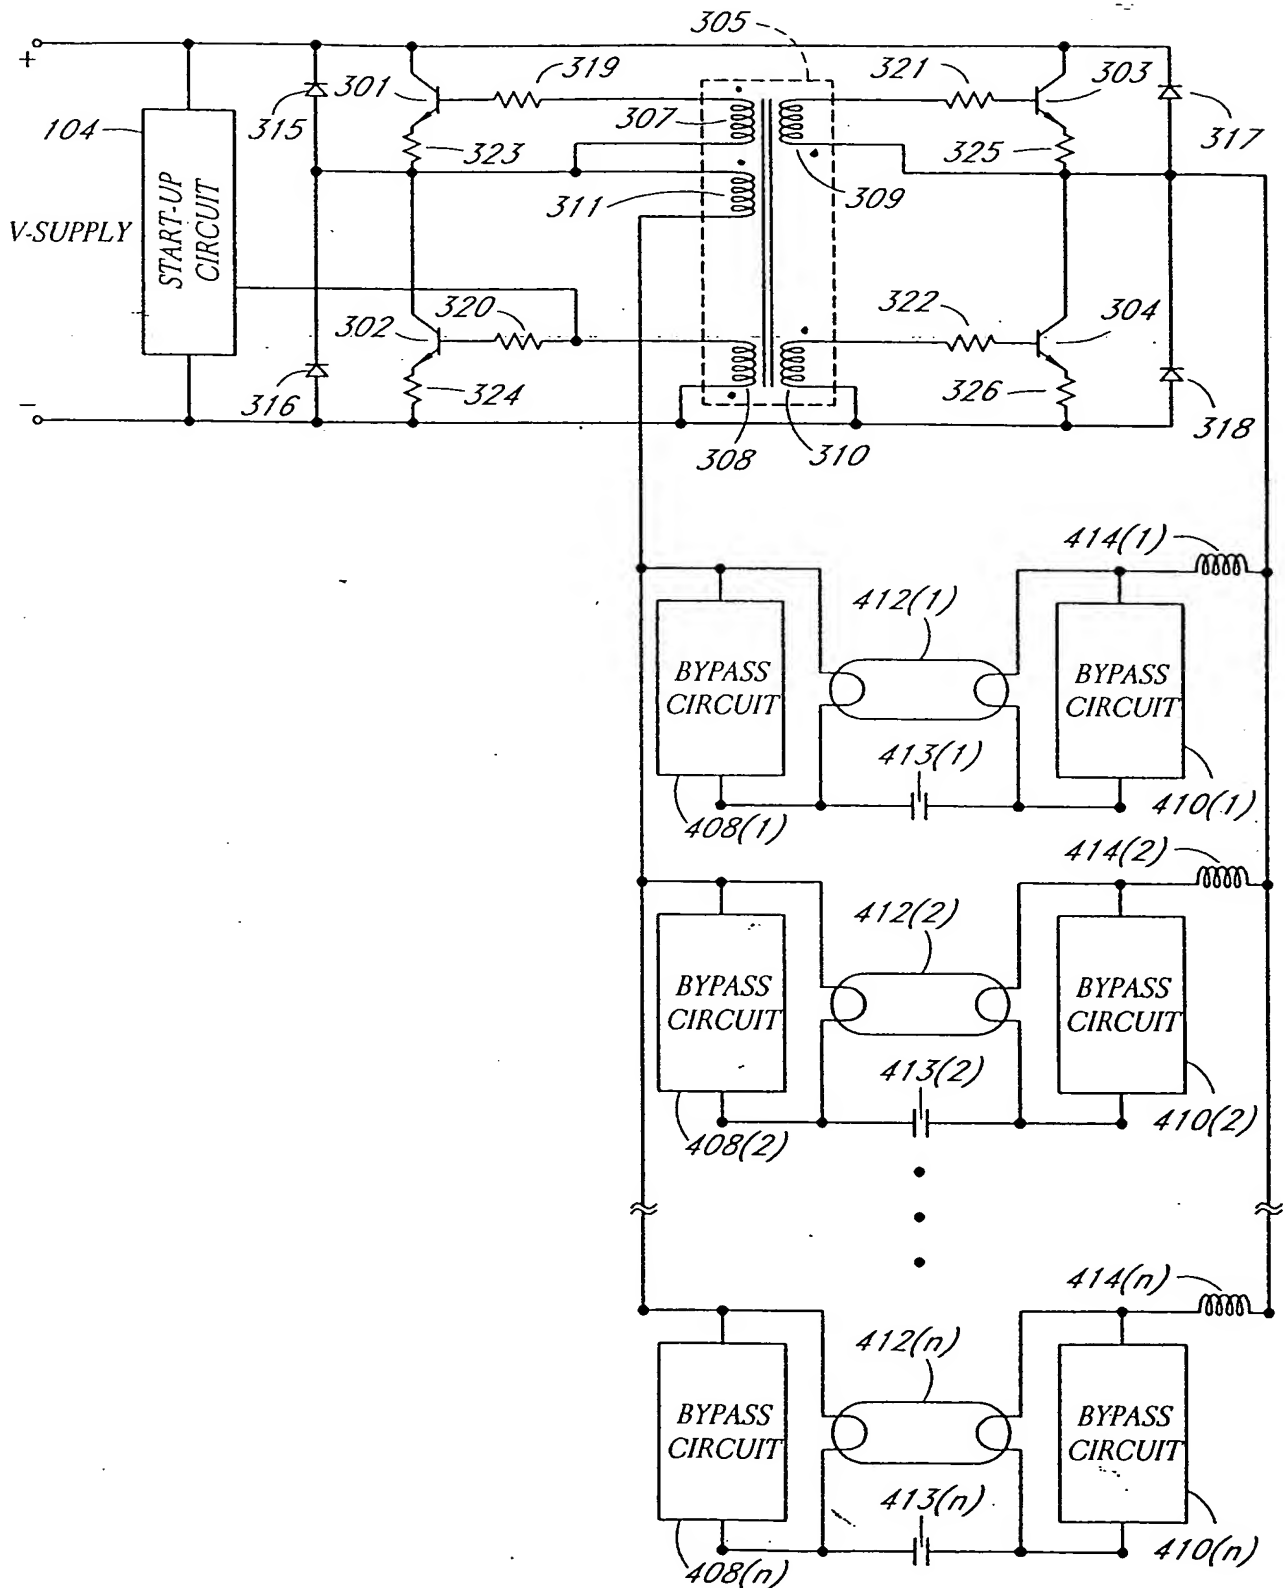 305
+
319
321
301
303
315
307
104
323
325
317
309
311
START-UP
CIRCUIT
V-SUPPLY
320
322
302
304
316
324
326
318
–
308
310
414(1)
412(1)
BYPASS
CIRCUIT
BYPASS
CIRCUIT
413(1)
408(1)
410(1)
414(2)
412(2)
BYPASS
CIRCUIT
BYPASS
CIRCUIT
413(2)
408(2)
410(2)
414(n)
412(n)
BYPASS
CIRCUIT
BYPASS
CIRCUIT
413(n)
408(n)
410(n)